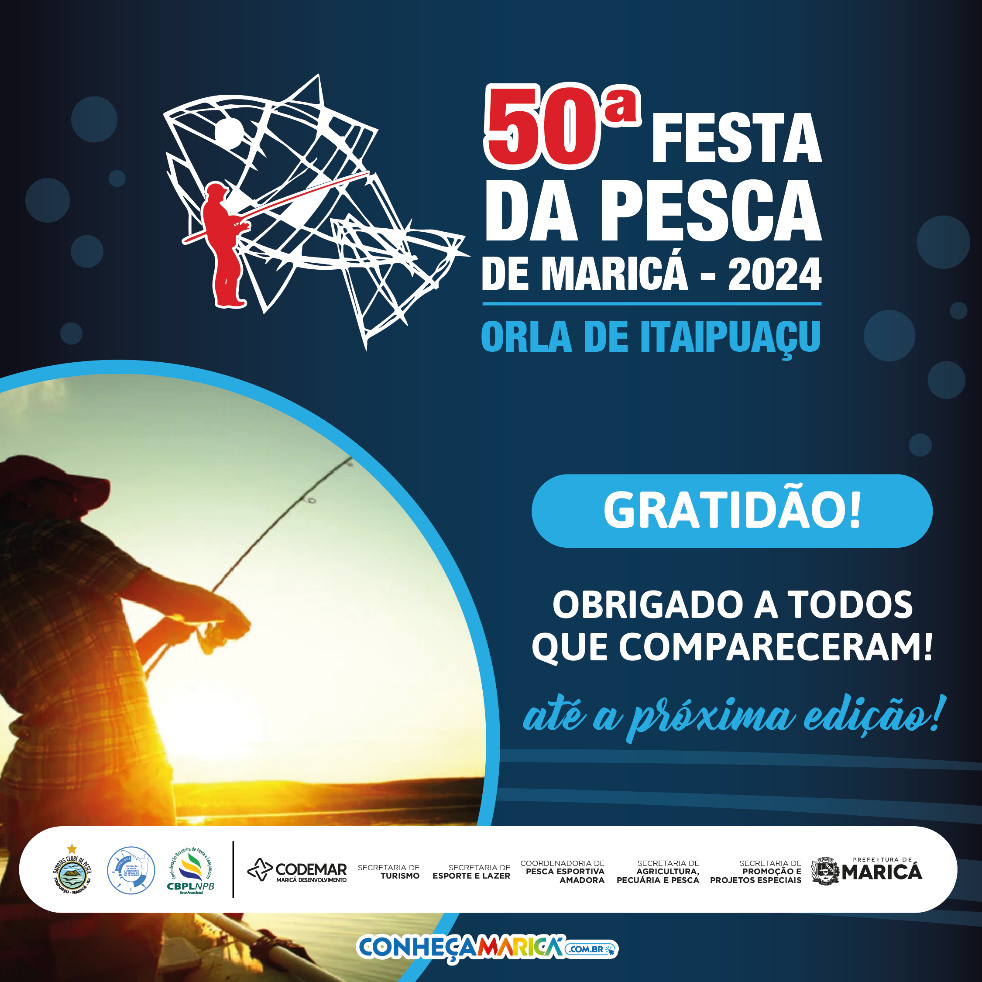 50ª FESTA
DA PESCA
DE MARICÁ - 2024
ORLA DE ITAIPUAÇU
GRATIDÃO!
OBRIGADO A TODOS
QUE COMPARECERAM!
até a próxima edição!
CBPLNPB
CODEMAR
MARICÁ DESENVOLVIMENTO
SECRETARIA DE
TURISMO
SECRETARIA DE
ESPORTE E LAZER
COORDENADORIA DE
PESCA ESPORTIVA
AMADORA
SECRETARIA DE
AGRICULTURA,
PECUÁRIA E PESCA
SECRETARIA DE
PROMOÇÃO E
PROJETOS ESPECIAIS
PREFEITURA DE
MARICÁ
CONHEÇAMARICÁ.COM.BR